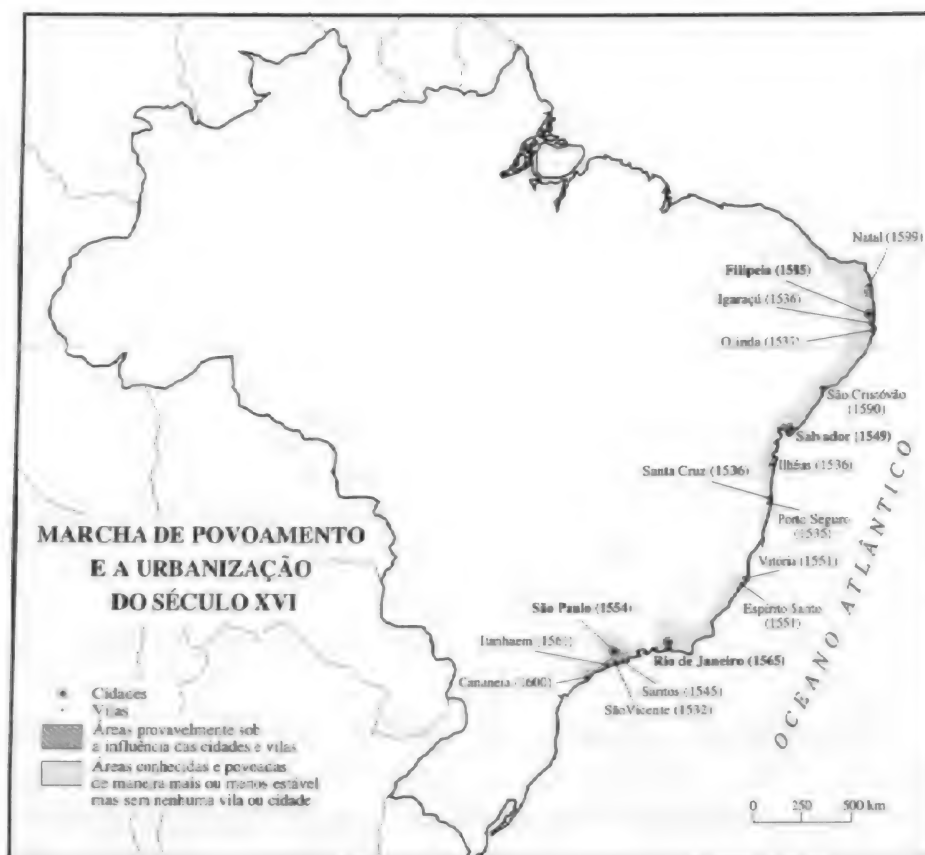 Natal (1599)
Filipeia (1585)
Igaraçú (1536)
Olinda (1537)
São Cristóvão
(1590)
Salvador (1549)
Ilhéus (1536)
Santa Cruz (1536)
Porto Seguro
(1535)
Vitória (1551)
Espírito Santo
(1551)
OCEANO ATLÂNTICO
MARCHA DE POVOAMENTO
E A URBANIZAÇÃO
DO SÉCULO XVI
São Paulo (1554)
Itanhaem
Rio de Janeiro (1565)
Cananeia (1600)
Santos (1545)
São Vicente (1532)
Cidades
Vilas
Áreas provavelmente sob
a influência das cidades e vilas
Áreas conhecidas e povoadas
de maneira mais ou menos estável
mas sem nenhuma vila ou cidade
0 250 500 km